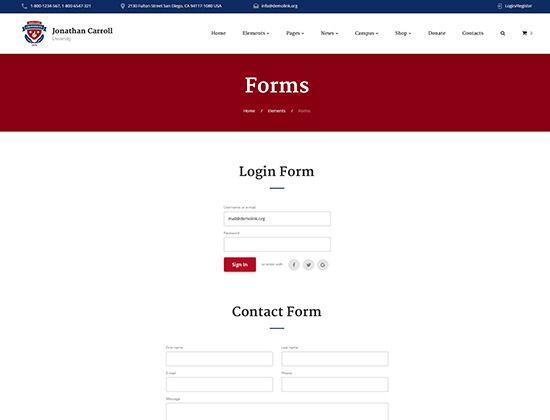 1-800-1234-567, 1-800-6547-321
2130 Fulton Street San Diego, CA 94117-1080 USA
info@demolink.org
Login/Register
Jonathan Carroll
University
Home Elements Pages News Campus Shop Donate Contacts
0
Forms
Home / Elements / Forms
Login Form
Username or e-mail
mail@demolink.org
Password
Sign In
or enter with
Contact Form
First name
Last name
E-mail
Phone
Message